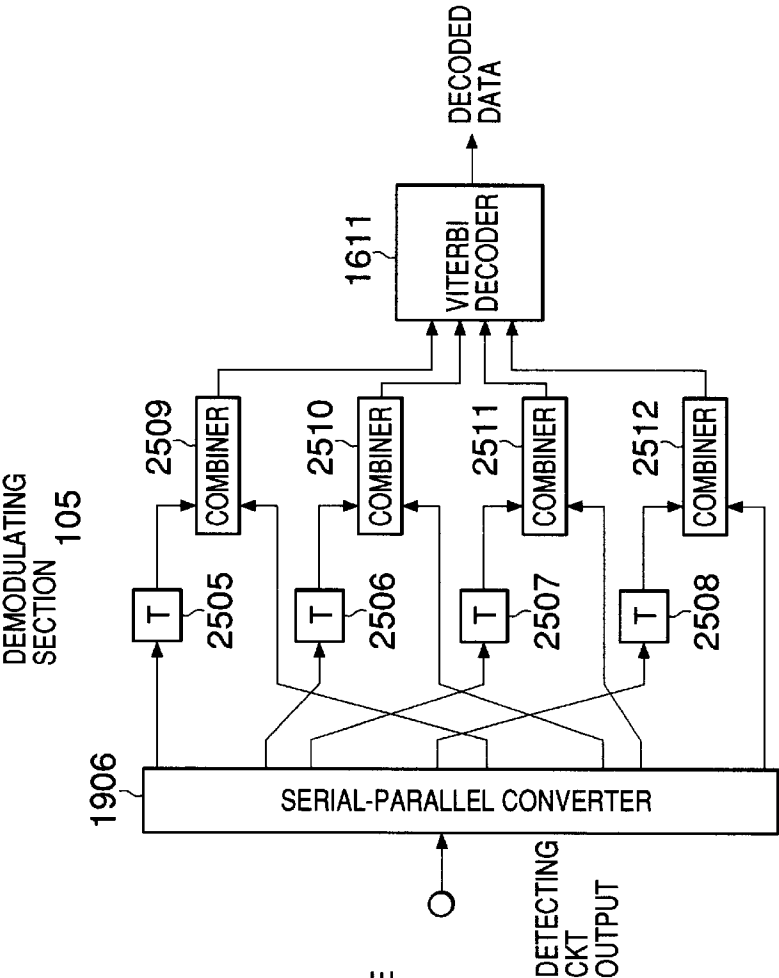 DEMODULATING
SECTION
105
1906
SERIAL-PARALLEL CONVERTER
DETECTING
CKT
OUTPUT
T
2505
T
2506
T
2507
T
2508
2509
COMBINER
2510
COMBINER
2511
COMBINER
2512
COMBINER
1611
VITERBI
DECODER
DECODED
DATA